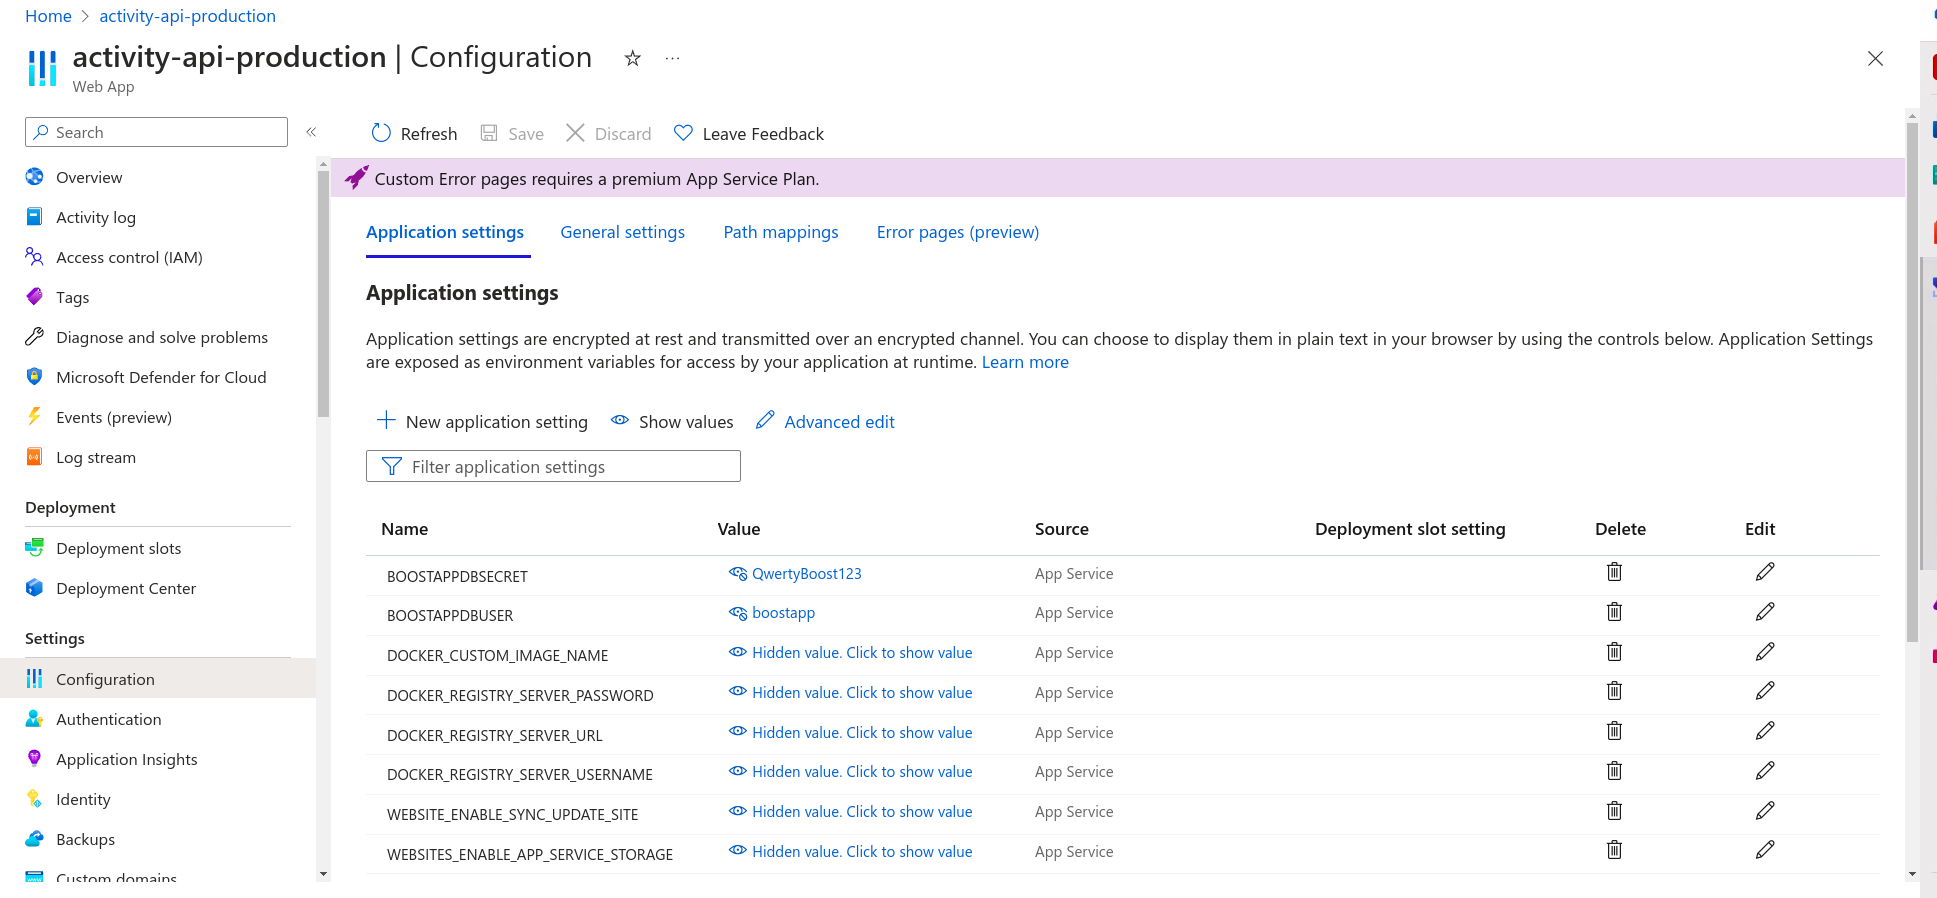 Home > activity-api-production
activity-api-production | Configuration
Web App
Search
Overview
Activity log
Access control (IAM)
Tags
Diagnose and solve problems
Microsoft Defender for Cloud
Events (preview)
Log stream
Deployment
Deployment slots
Deployment Center
Settings
Configuration
Authentication
Application Insights
Identity
Backups
Custom domains
Refresh Save Discard Leave Feedback
Custom Error pages requires a premium App Service Plan.
Application settings General settings Path mappings Error pages (preview)
Application settings
Application settings are encrypted at rest and transmitted over an encrypted channel. You can choose to display them in plain text in your browser by using the controls below. Application Settings
are exposed as environment variables for access by your application at runtime. Learn more
New application setting Show values Advanced edit
Filter application settings
Name Value Source Deployment slot setting Delete Edit
BOOSTAPPDBSECRET QwertyBoost123 App Service
BOOSTAPPDBUSER boostapp App Service
DOCKER_CUSTOM_IMAGE_NAME Hidden value. Click to show value App Service
DOCKER_REGISTRY_SERVER_PASSWORD Hidden value. Click to show value App Service
DOCKER_REGISTRY_SERVER_URL Hidden value. Click to show value App Service
DOCKER_REGISTRY_SERVER_USERNAME Hidden value. Click to show value App Service
WEBSITE_ENABLE_SYNC_UPDATE_SITE Hidden value. Click to show value App Service
WEBSITES_ENABLE_APP_SERVICE_STORAGE Hidden value. Click to show value App Service